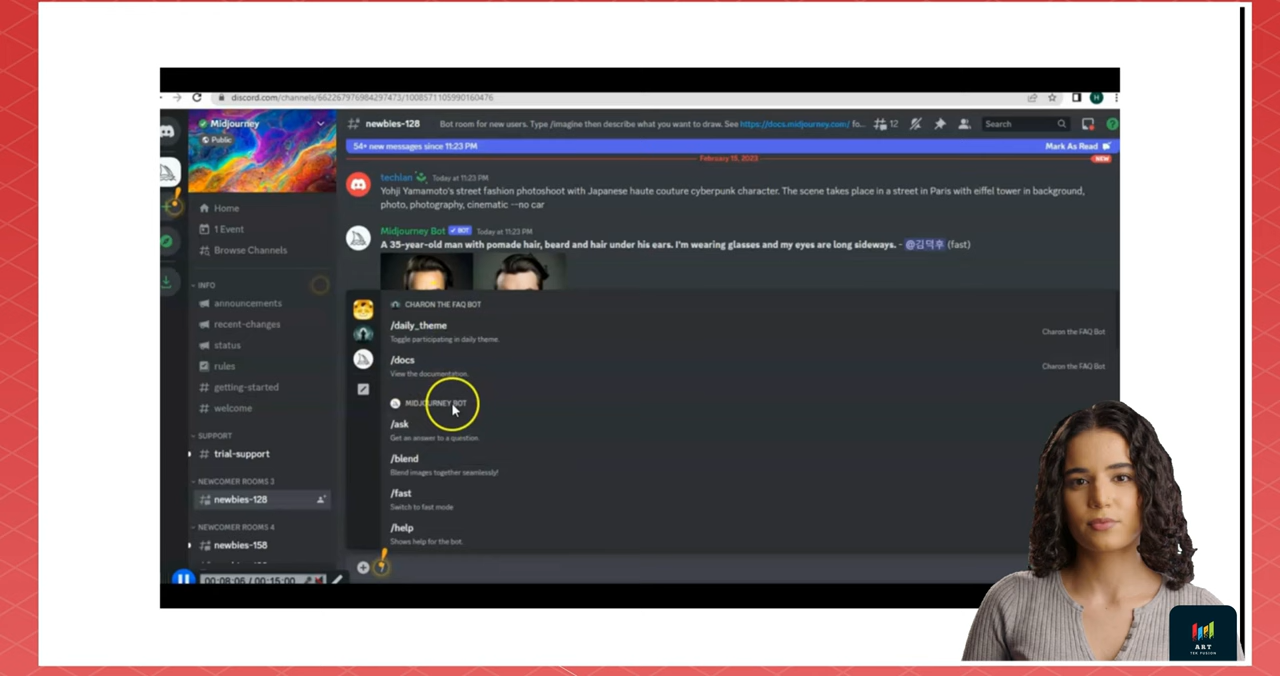 discord.com/channels/662267976984297473/1008571105990160476
Midjourney
Public
newbies-128
Bot room for new users. Type /imagine then describe what you want to draw. See https://docs.midjourney.com/ fo...
12
Search
54+ new messages since 11:23 PM
Mark As Read
February 15, 2023
NEW
techlan Today at 11:23 PM
Yohji Yamamoto's street fashion photoshoot with Japanese haute couture cyberpunk character. The scene takes place in a street in Paris with eiffel tower in background,
photo, photography, cinematic --no car
Midjourney Bot BOT Today at 11:23 PM
A 35-year-old man with pomade hair, beard and hair under his ears. I'm wearing glasses and my eyes are long sideways. - @김덕후 (fast)
Home
1 Event
Browse Channels
INFO
announcements
recent-changes
status
rules
getting-started
welcome
SUPPORT
trial-support
NEWCOMER ROOMS 3
newbies-128
NEWCOMER ROOMS 4
newbies-158
CHARON THE FAQ BOT
/daily_theme
Charon the FAQ Bot
Toggle participating in daily theme.
/docs
Charon the FAQ Bot
View the documentation.
MIDJOURNEY BOT
/ask
Get an answer to a question.
/blend
Blend images together seamlessly!
/fast
Switch to fast mode
/help
Shows help for the bot.
/
00:08:06 / 00:15:00
ART
TEE FUSION